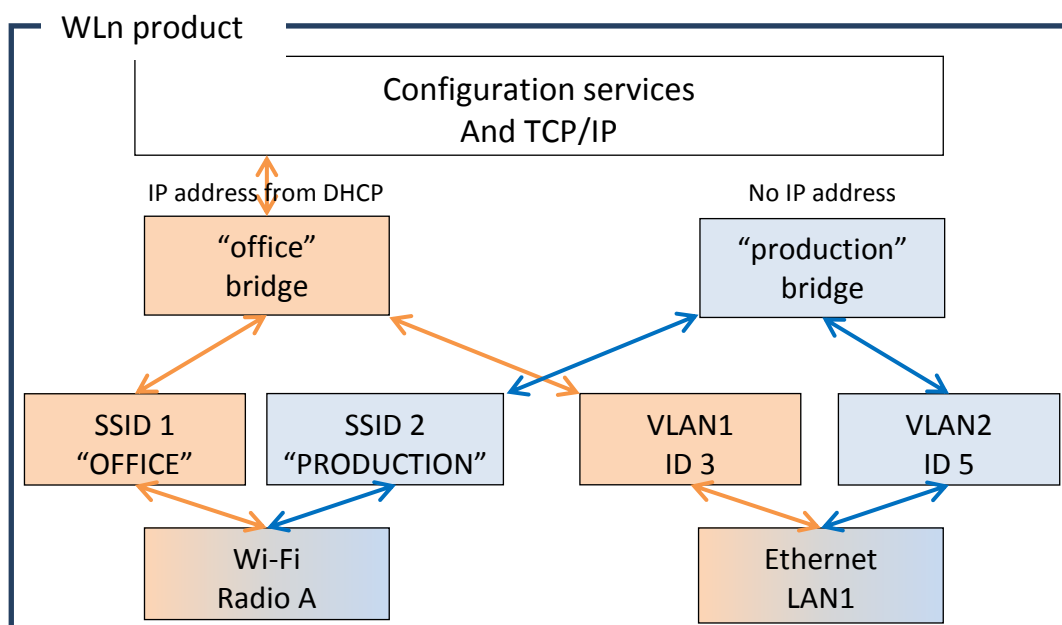 WLn product
Configuration services
And TCP/IP
IP address from DHCP
No IP address
“office”
bridge
“production”
bridge
SSID 1
“OFFICE”
SSID 2
“PRODUCTION”
VLAN1
ID 3
VLAN2
ID 5
Wi-Fi
Radio A
Ethernet
LAN1